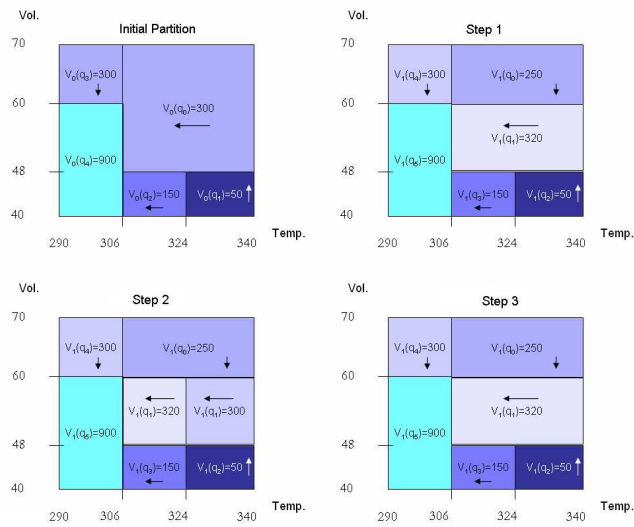 Vol.
Initial Partition
70
60
48
40
V0(q3)=300
V0(q0)=300
V0(q4)=900
V0(q2)=150
V0(q1)=50
290
306
324
340
Temp.
Vol.
Step 1
70
60
48
40
V1(q4)=300
V1(q0)=250
V1(q1)=320
V1(q5)=900
V1(q3)=150
V1(q2)=50
290
308
324
340
Temp.
Vol.
Step 2
70
60
48
40
V1(q4)=300
V1(q0)=250
V1(q1)=320
V1(q1)=300
V1(q5)=900
V1(q3)=150
V1(q2)=50
290
306
324
340
Temp.
Vol.
Step 3
70
60
48
40
V1(q4)=300
V1(q0)=250
V1(q1)=320
V1(q5)=900
V1(q3)=150
V1(q2)=50
290
308
324
340
Temp.